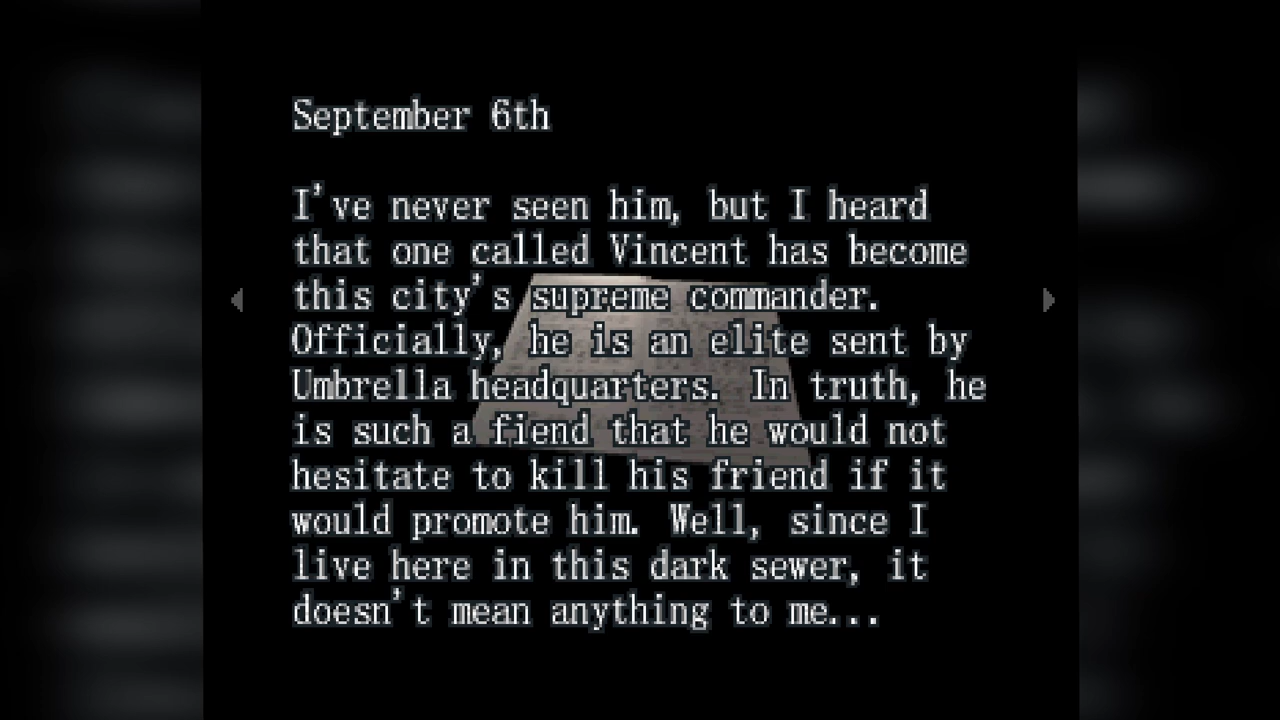 September 6th
I've never seen him, but I heard
that one called Vincent has become
this city's supreme commander.
Officially, he is an elite sent by
Umbrella headquarters. In truth, he
is such a fiend that he would not
hesitate to kill his friend if it
would promote him. Well, since I
live here in this dark sewer, it
doesn't mean anything to me...